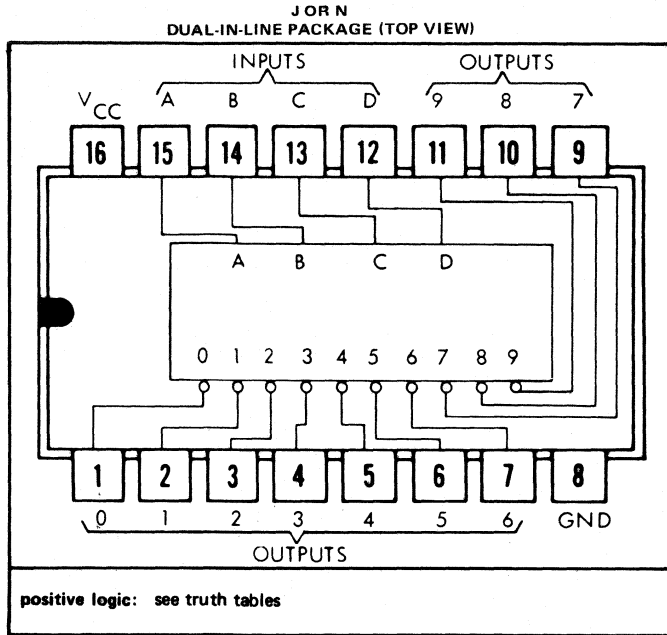 J OR N
DUAL-IN-LINE PACKAGE (TOP VIEW)
INPUTS OUTPUTS
VCC A B C D 9 8 7
16 15 14 13 12 11 10 9
A B C D
0 1 2 3 4 5 6 7 8 9
1 2 3 4 5 6 7 8
0 1 2 3 4 5 6 GND
OUTPUTS
positive logic: see truth tables